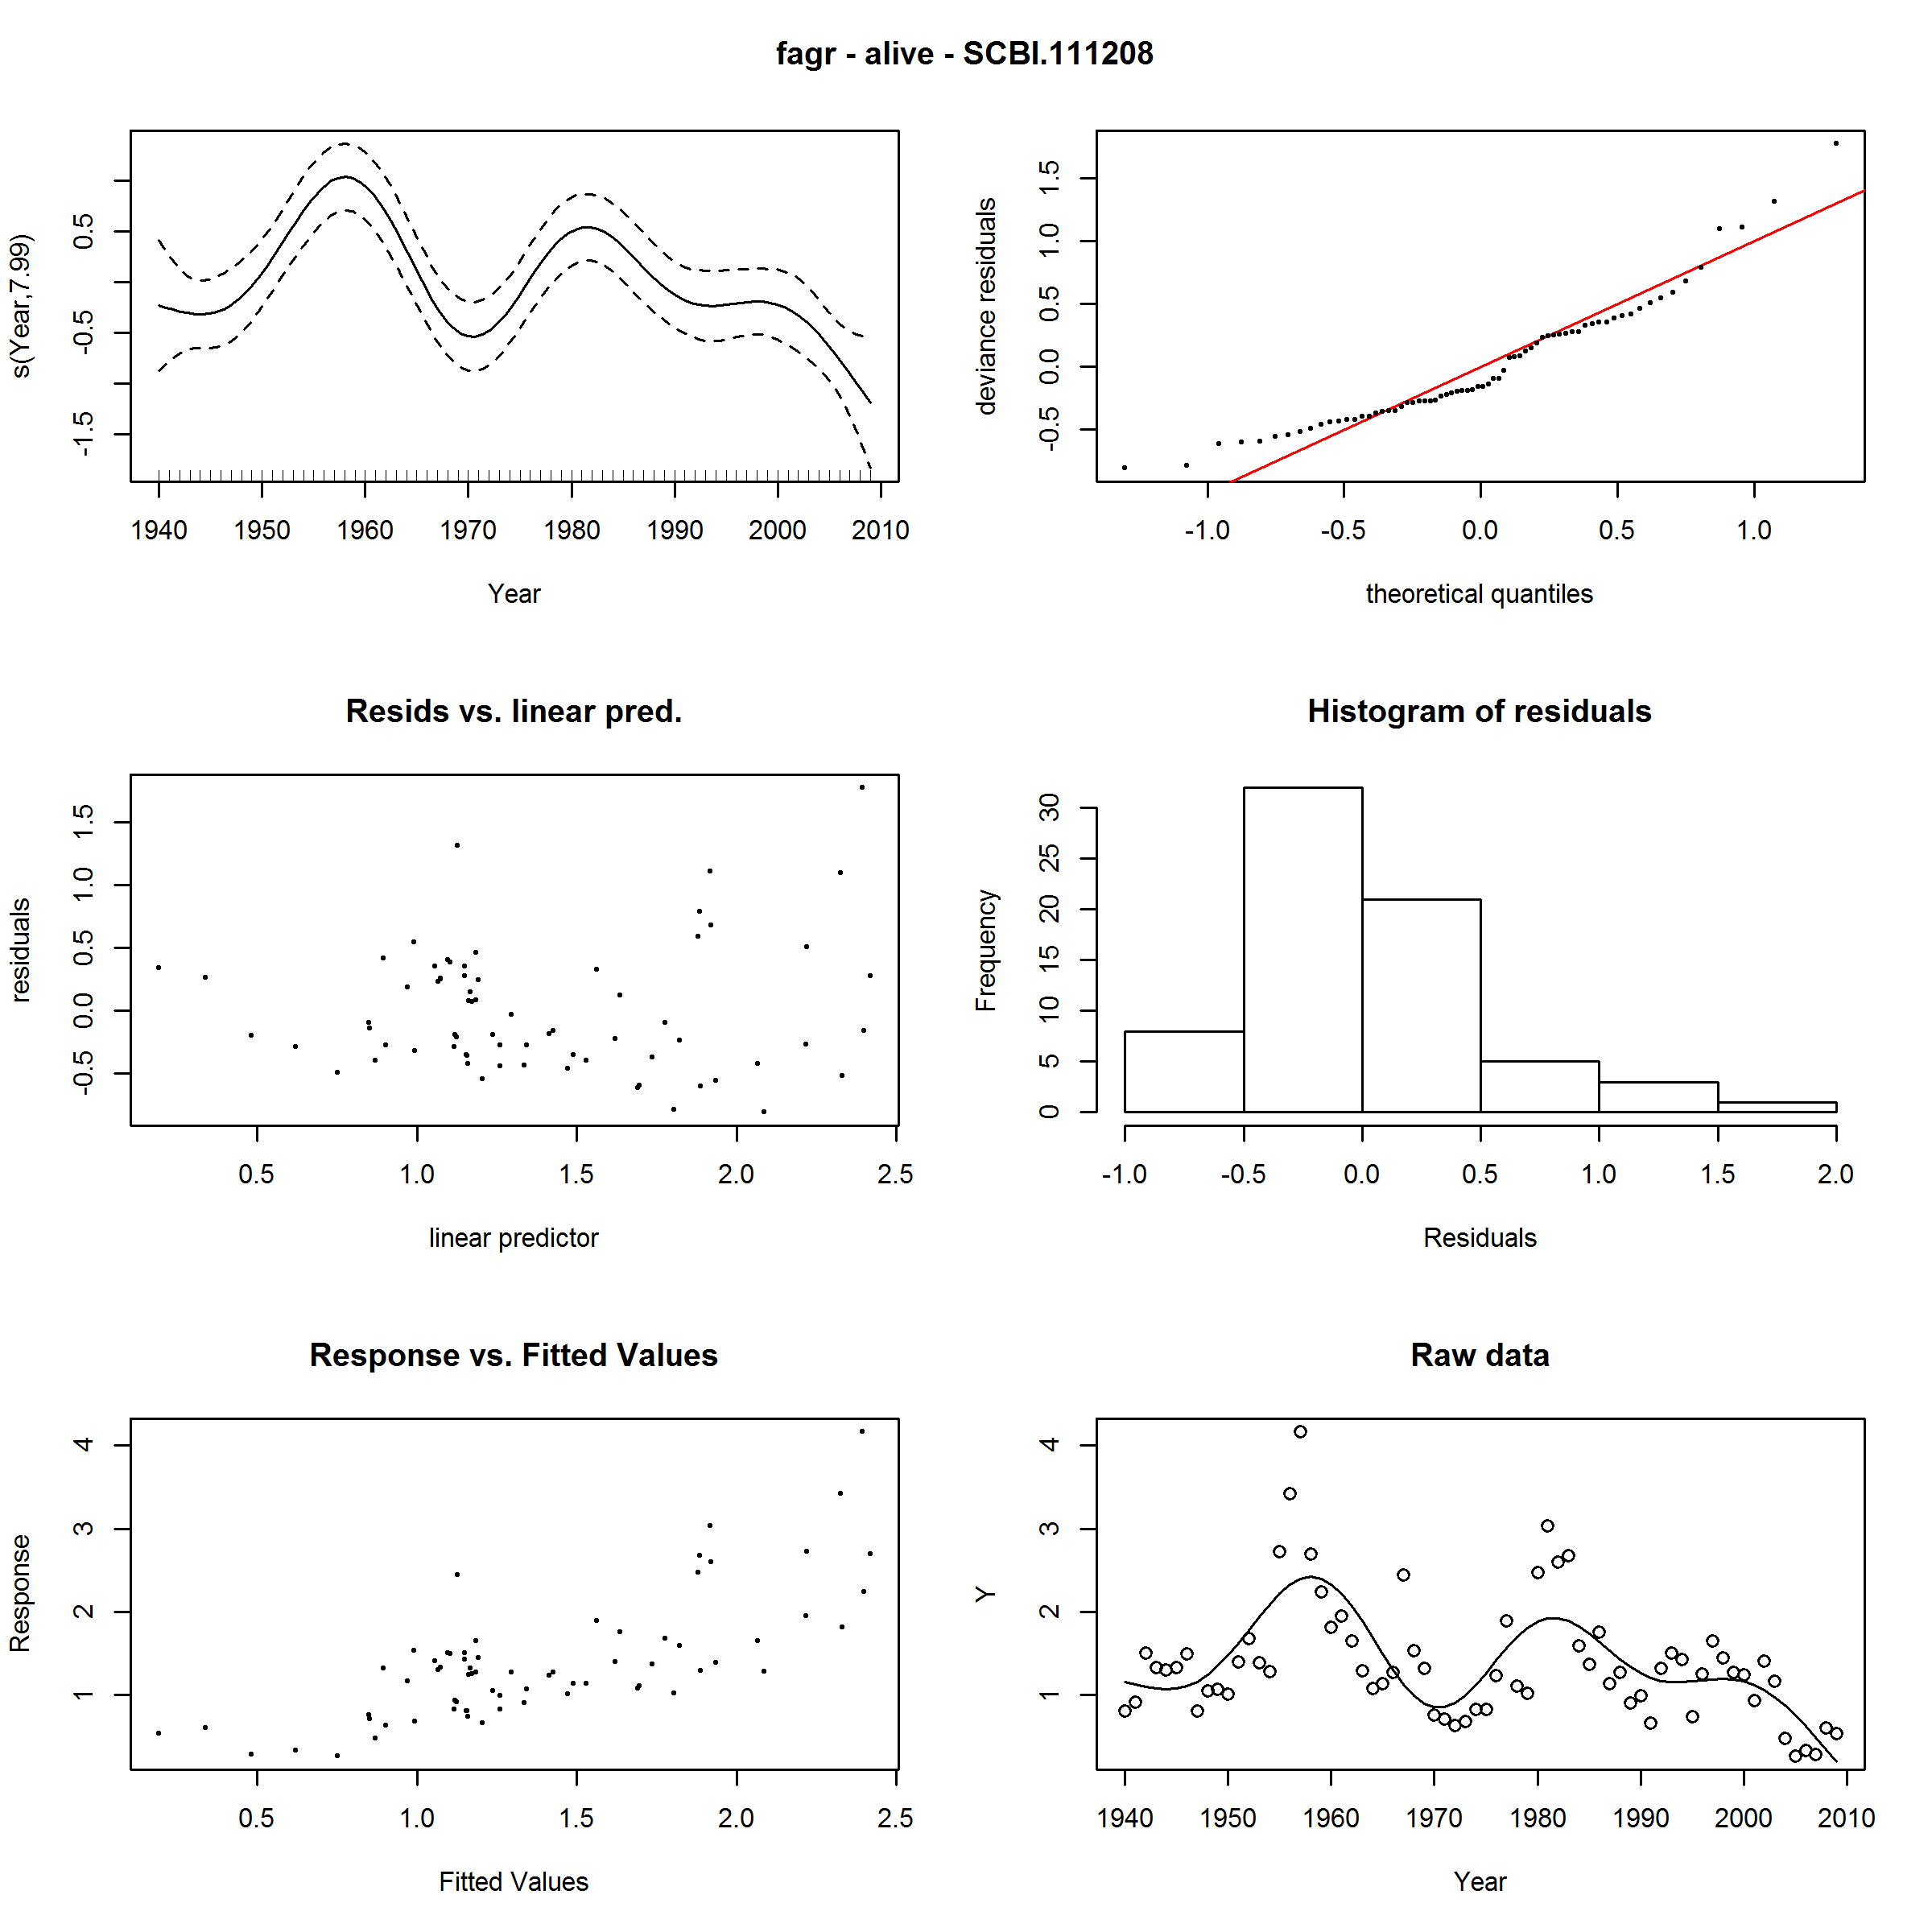 fagr - alive - SCBI.111208
s(Year,7.99)
0.5
-0.5
-1.5
1940 1950 1960 1970 1980 1990 2000 2010
Year
deviance residuals
1.5
1.0
0.5
0.0
-0.5
-1.0 -0.5 0.0 0.5 1.0
theoretical quantiles
Resids vs. linear pred.
residuals
1.5
1.0
0.5
0.0
-0.5
0.5 1.0 1.5 2.0 2.5
linear predictor
Histogram of residuals
Frequency
30
25
20
15
10
5
0
-1.0 -0.5 0.0 0.5 1.0 1.5 2.0
Residuals
Response vs. Fitted Values
Response
4
3
2
1
0.5 1.0 1.5 2.0 2.5
Fitted Values
Raw data
Y
4
3
2
1
1940 1950 1960 1970 1980 1990 2000 2010
Year